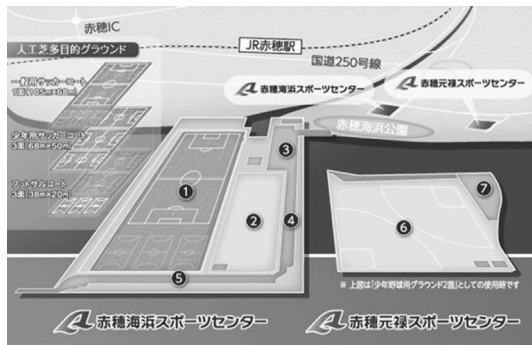 赤穂IC
JR赤穂駅
国道250号線
人工芝多目的グラウンド
一般用サッカーコート
1面(105m×68m)
少年用サッカーコート
3面(68m×50m)
フットサルコート
3面(38m×20m)
赤穂海浜スポーツセンター
赤穂元禄スポーツセンター
赤穂海浜公園
1
2
3
4
5
6
7
※ 上図は「少年野球用グラウンド2面」としての使用時です
赤穂海浜スポーツセンター
赤穂元禄スポーツセンター